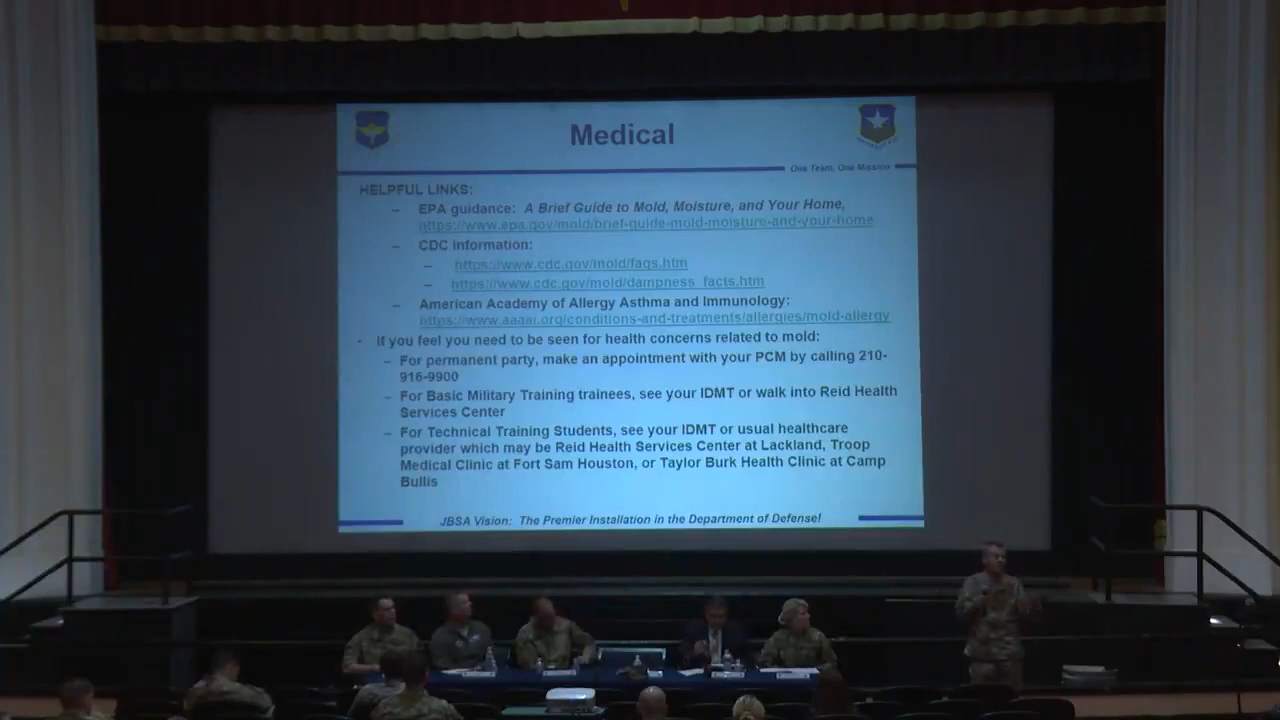 Medical
One Team, One Mission
HELPFUL LINKS:
– EPA guidance: A Brief Guide to Mold, Moisture, and Your Home,
https://www.epa.gov/mold/brief-guide-mold-moisture-and-your-home
– CDC information:
– https://www.cdc.gov/mold/faqs.htm
– https://www.cdc.gov/mold/dampness_facts.htm
– American Academy of Allergy Asthma and Immunology:
https://www.aaaai.org/conditions-and-treatments/allergies/mold-allergy
· If you feel you need to be seen for health concerns related to mold:
– For permanent party, make an appointment with your PCM by calling 210-
916-9900
– For Basic Military Training trainees, see your IDMT or walk into Reid Health
Services Center
– For Technical Training Students, see your IDMT or usual healthcare
provider which may be Reid Health Services Center at Lackland, Troop
Medical Clinic at Fort Sam Houston, or Taylor Burk Health Clinic at Camp
Bullis
JBSA Vision: The Premier Installation in the Department of Defense!